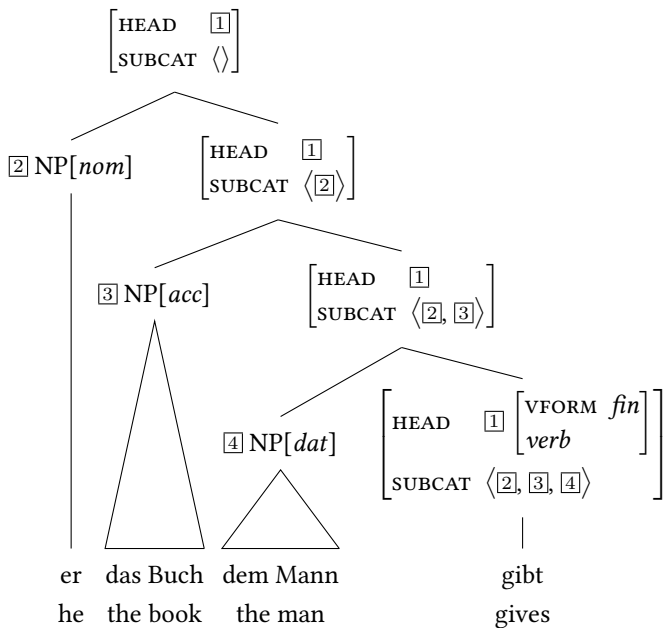 HEAD 1
SUBCAT ⟨⟩
2 NP[nom]
HEAD 1
SUBCAT ⟨2⟩
3 NP[acc]
HEAD 1
SUBCAT ⟨2, 3⟩
4 NP[dat]
HEAD 1 [VFORM fin
verb]
SUBCAT ⟨2, 3, 4⟩
er das Buch dem Mann gibt
he the book the man gives